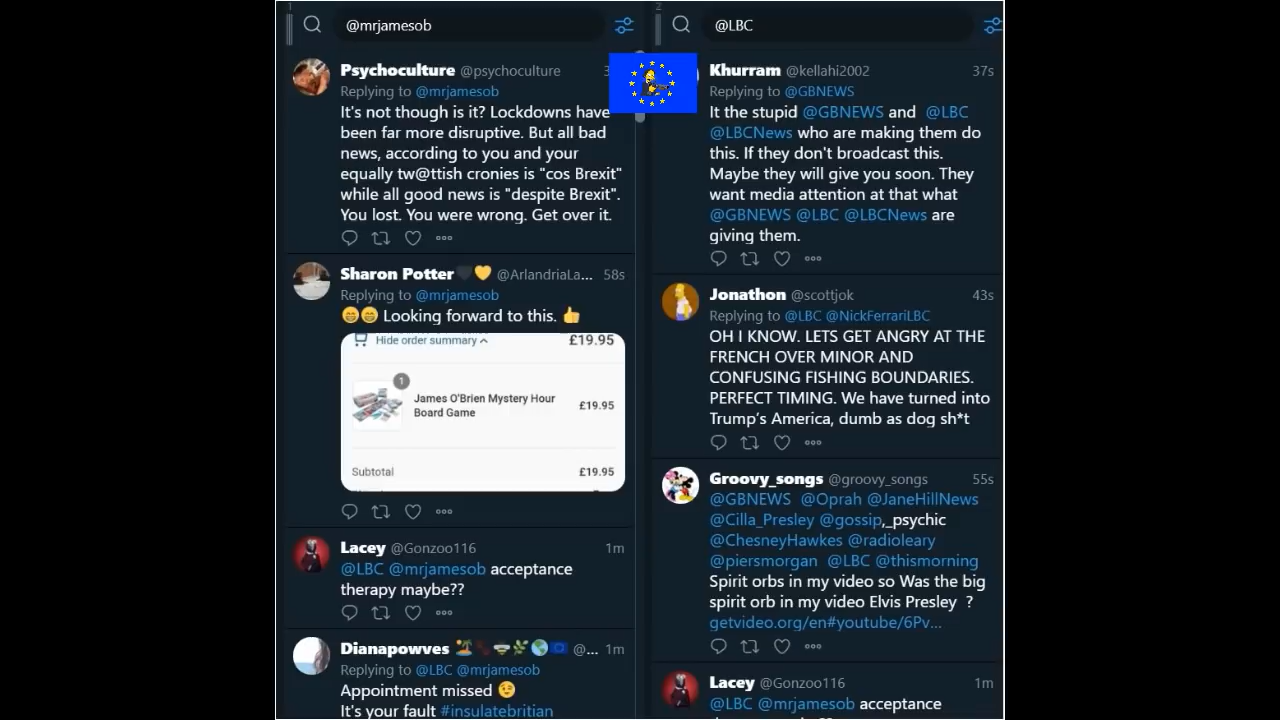 1
@mrjamesob
Psychoculture @psychoculture 3
Replying to @mrjamesob
It's not though is it? Lockdowns have
been far more disruptive. But all bad
news, according to you and your
equally tw@ttish cronies is "cos Brexit"
while all good news is "despite Brexit".
You lost. You were wrong. Get over it.
Sharon Potter @ArlandriaLa... 58s
Replying to @mrjamesob
Looking forward to this.
Hide order summary £19.95
1
James O'Brien Mystery Hour
Board Game
£19.95
Subtotal £19.95
Lacey @Gonzoo116 1m
@LBC @mrjamesob acceptance
therapy maybe??
Dianapowves @... 1m
Replying to @LBC @mrjamesob
Appointment missed
It's your fault #insulatebritian
2
@LBC
Khurram @kellahi2002 37s
Replying to @GBNEWS
It the stupid @GBNEWS and @LBC
@LBCNews who are making them do
this. If they don't broadcast this.
Maybe they will give you soon. They
want media attention at that what
@GBNEWS @LBC @LBCNews are
giving them.
Jonathon @scottjok 43s
Replying to @LBC @NickFerrariLBC
OH I KNOW. LETS GET ANGRY AT THE
FRENCH OVER MINOR AND
CONFUSING FISHING BOUNDARIES.
PERFECT TIMING. We have turned into
Trump's America, dumb as dog sh*t
Groovy_songs @groovy_songs 55s
@GBNEWS @Oprah @JaneHillNews
@Cilla_Presley @gossip,_psychic
@ChesneyHawkes @radioleary
@piersmorgan @LBC @thismorning
Spirit orbs in my video so Was the big
spirit orb in my video Elvis Presley ?
getvideo.org/en#youtube/6Pv...
Lacey @Gonzoo116 1m
@LBC @mrjamesob acceptance